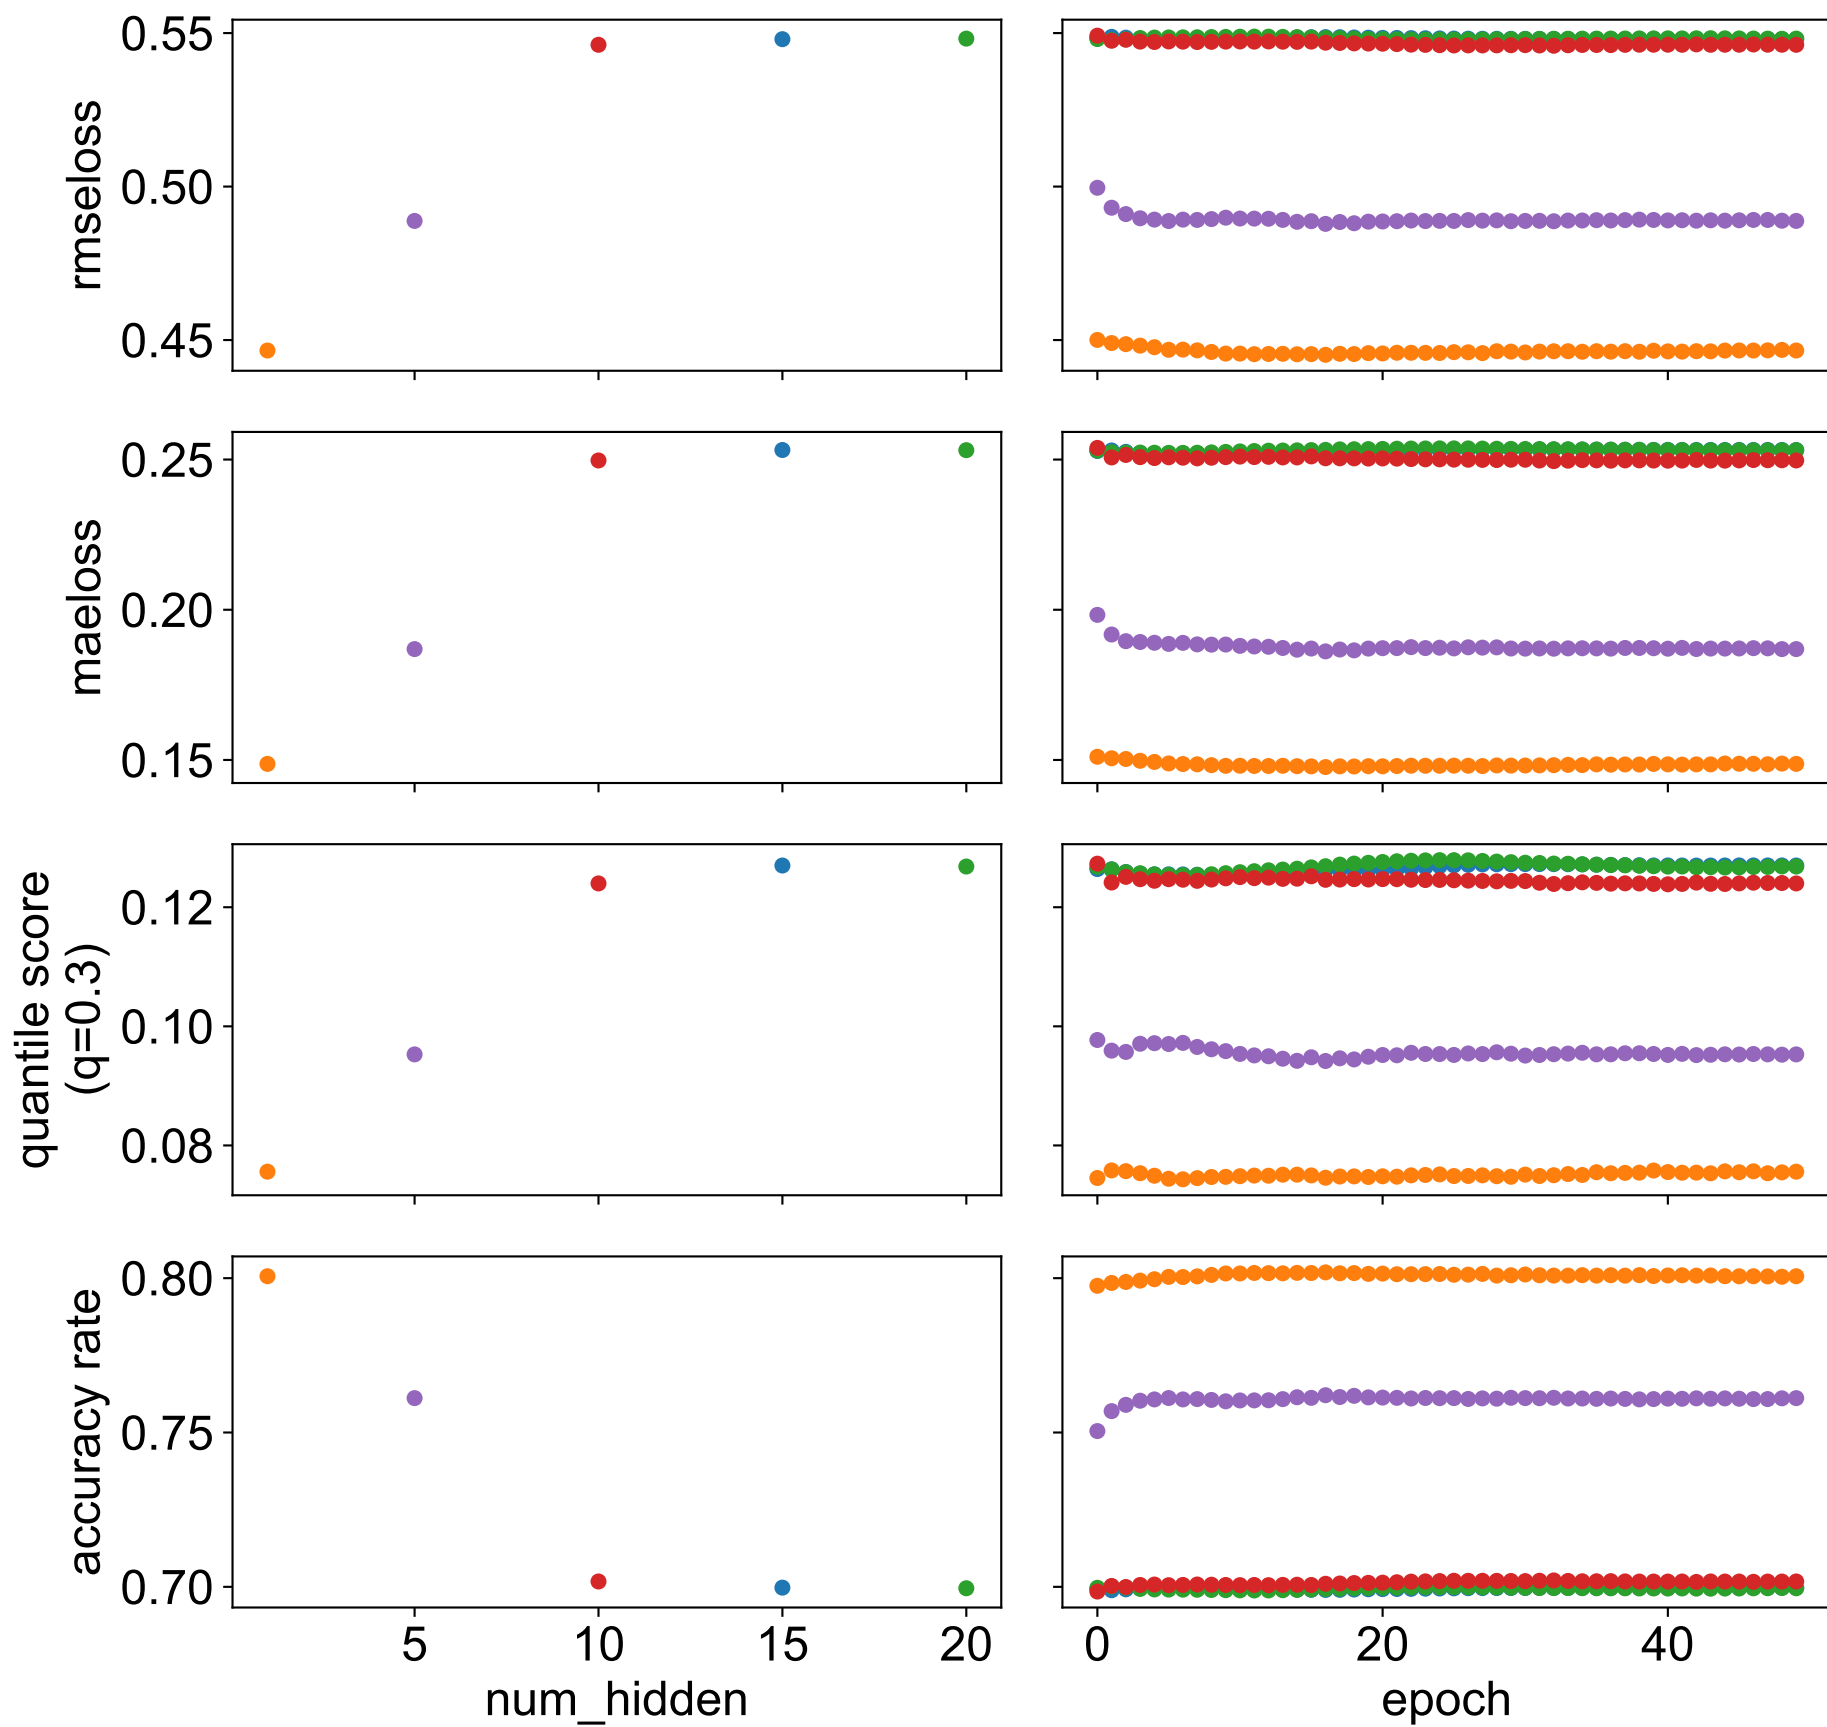 0.55
0.50
0.45
rmseloss
0.25
0.20
0.15
maeloss
0.12
0.10
0.08
quantile score
(q=0.3)
0.80
0.75
0.70
accuracy rate
5 10 15 20
num_hidden
0 20 40
epoch